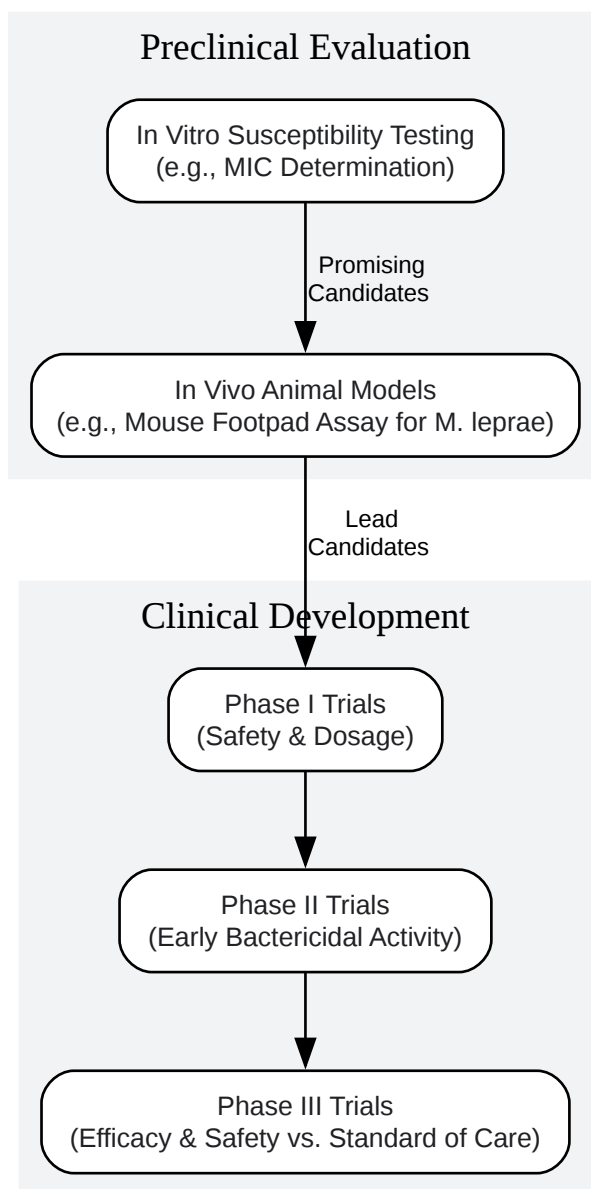 Preclinical Evaluation
In Vitro Susceptibility Testing
(e.g., MIC Determination)
Promising
Candidates
In Vivo Animal Models
(e.g., Mouse Footpad Assay for M. leprae)
Lead
Candidates
Clinical Development
Phase I Trials
(Safety & Dosage)
Phase II Trials
(Early Bactericidal Activity)
Phase III Trials
(Efficacy & Safety vs. Standard of Care)